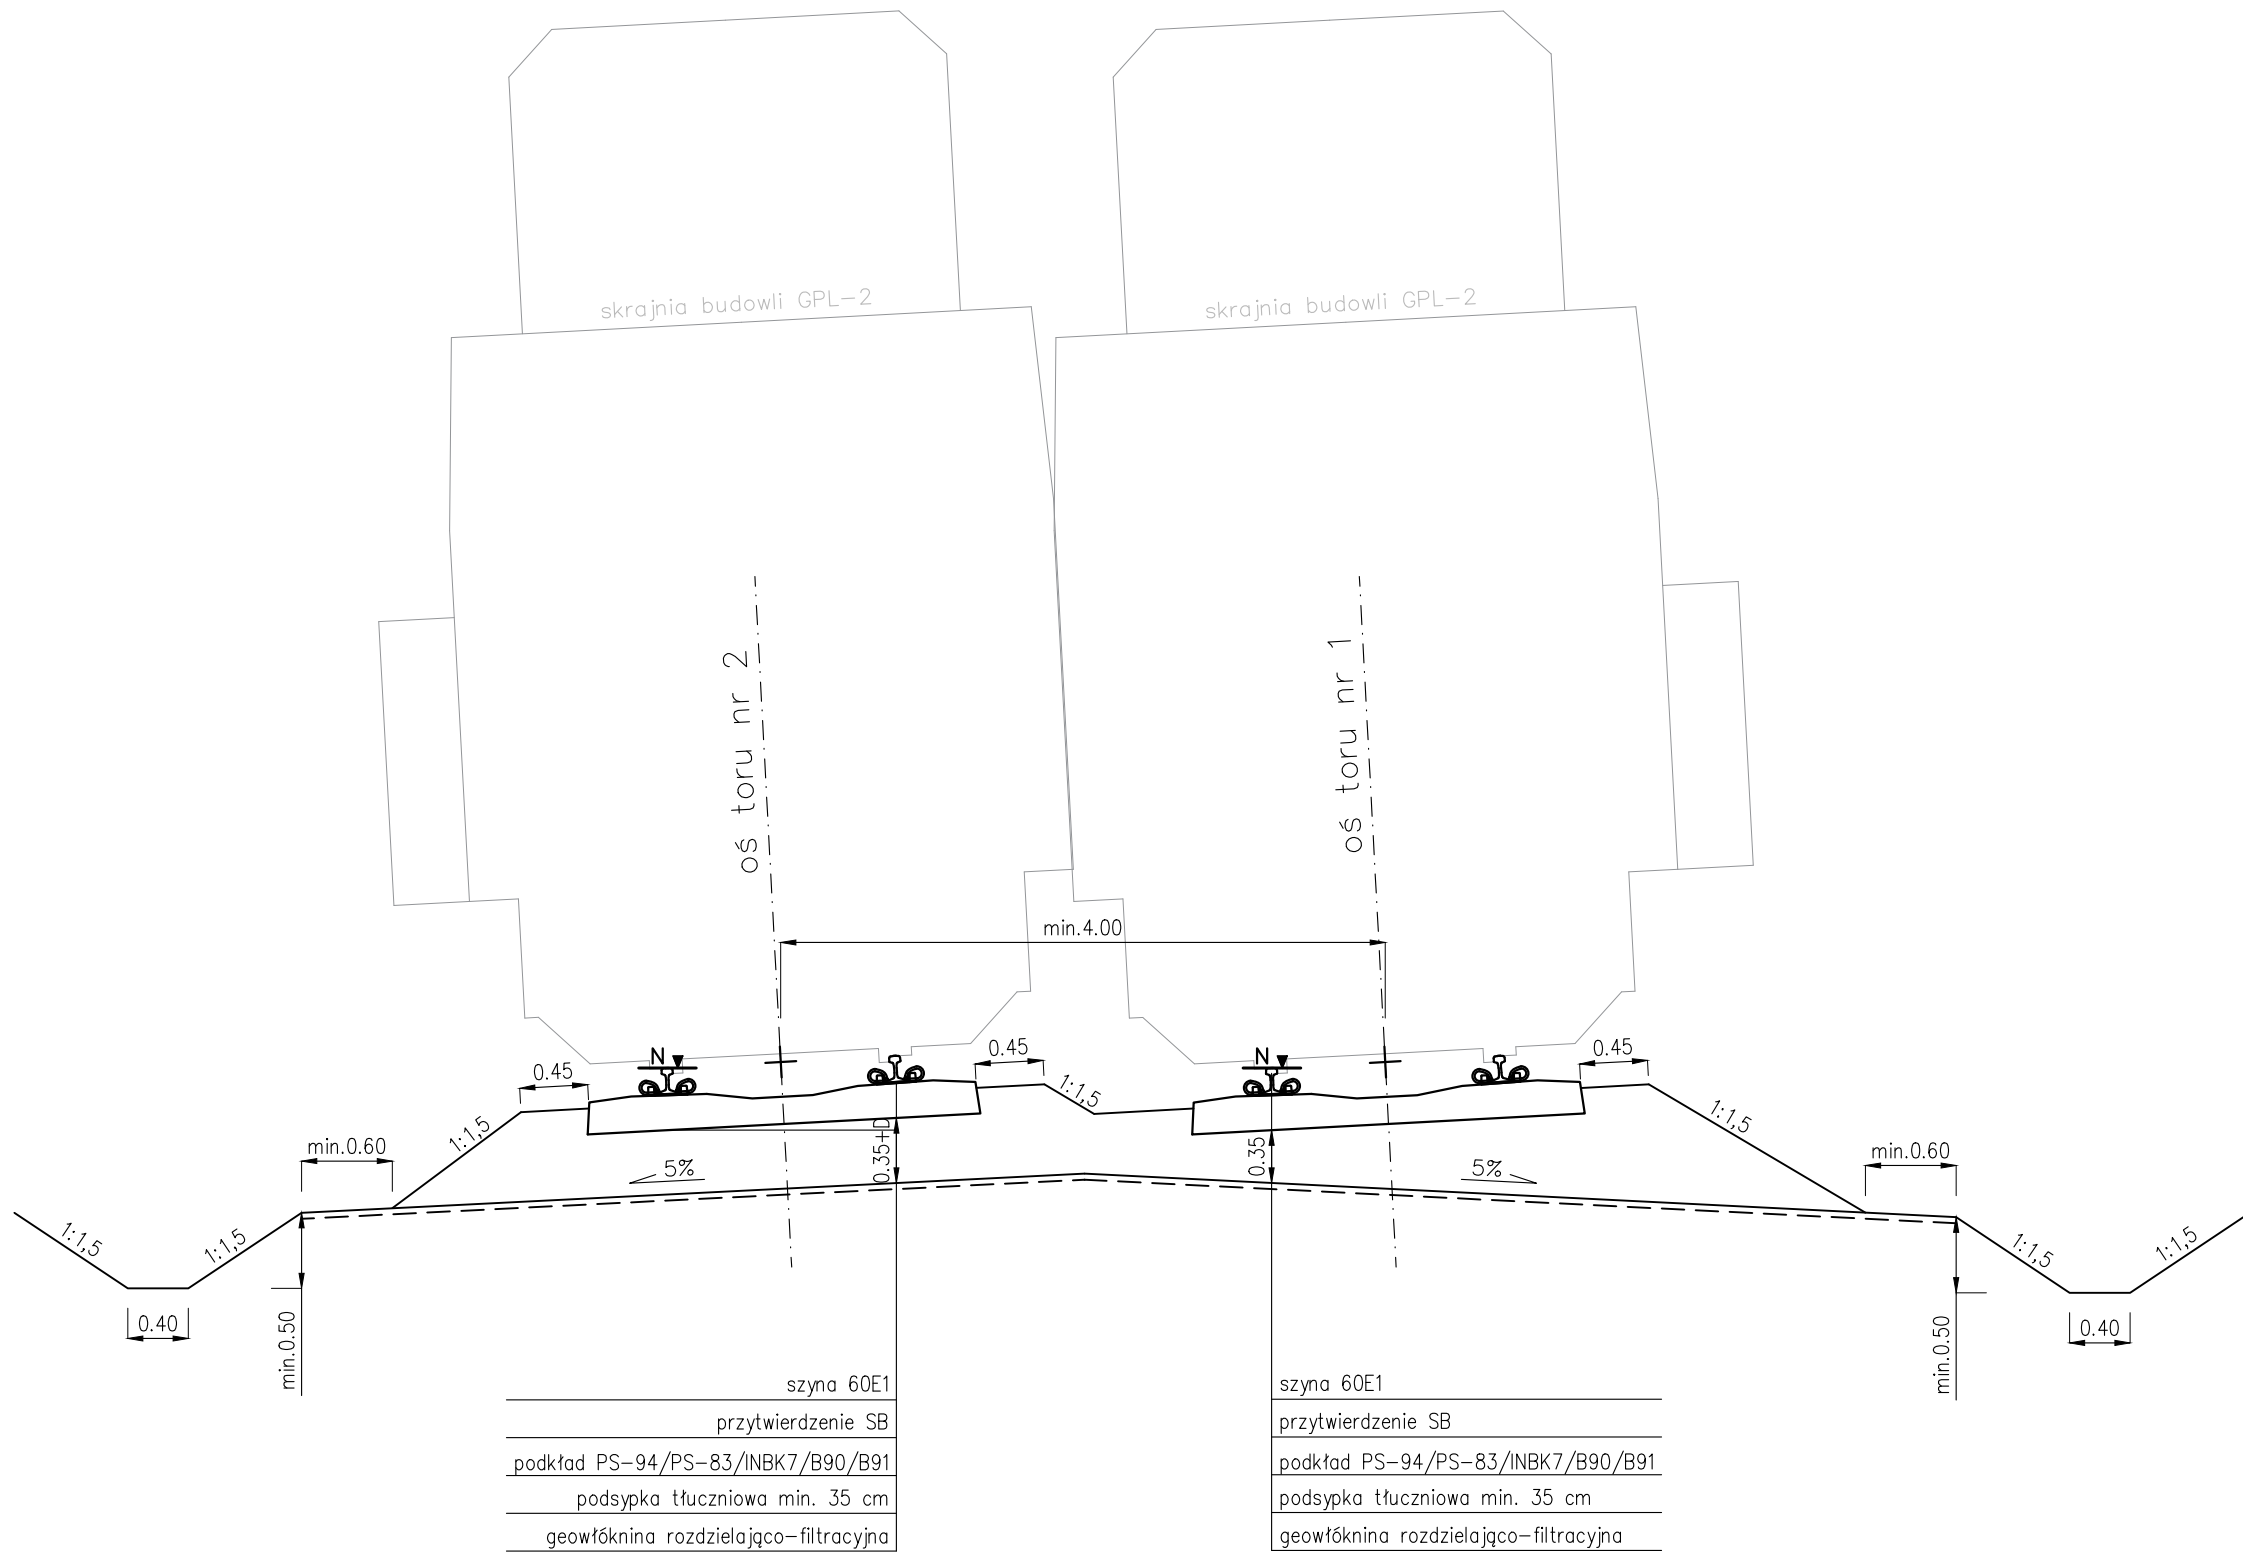 skrajnia budowli GPL-2
skrajnia budowli GPL-2
oś toru nr 2
oś toru nr 1
min.4.00
N
0.45
0.45
N
0.45
0.45
1:1,5
1:1,5
1:1,5
min.0.60
0.35+D
0.35
min.0.60
5%
5%
1:1,5
1:1,5
1:1,5
1:1,5
0.40
min.0.50
min.0.50
0.40
szyna 60E1
przytwierdzenie SB
podkład PS-94/PS-83/INBK7/B90/B91
podsypka tłuczniowa min. 35 cm
geowłóknina rozdzielająco-filtracyjna
szyna 60E1
przytwierdzenie SB
podkład PS-94/PS-83/INBK7/B90/B91
podsypka tłuczniowa min. 35 cm
geowłóknina rozdzielająco-filtracyjna